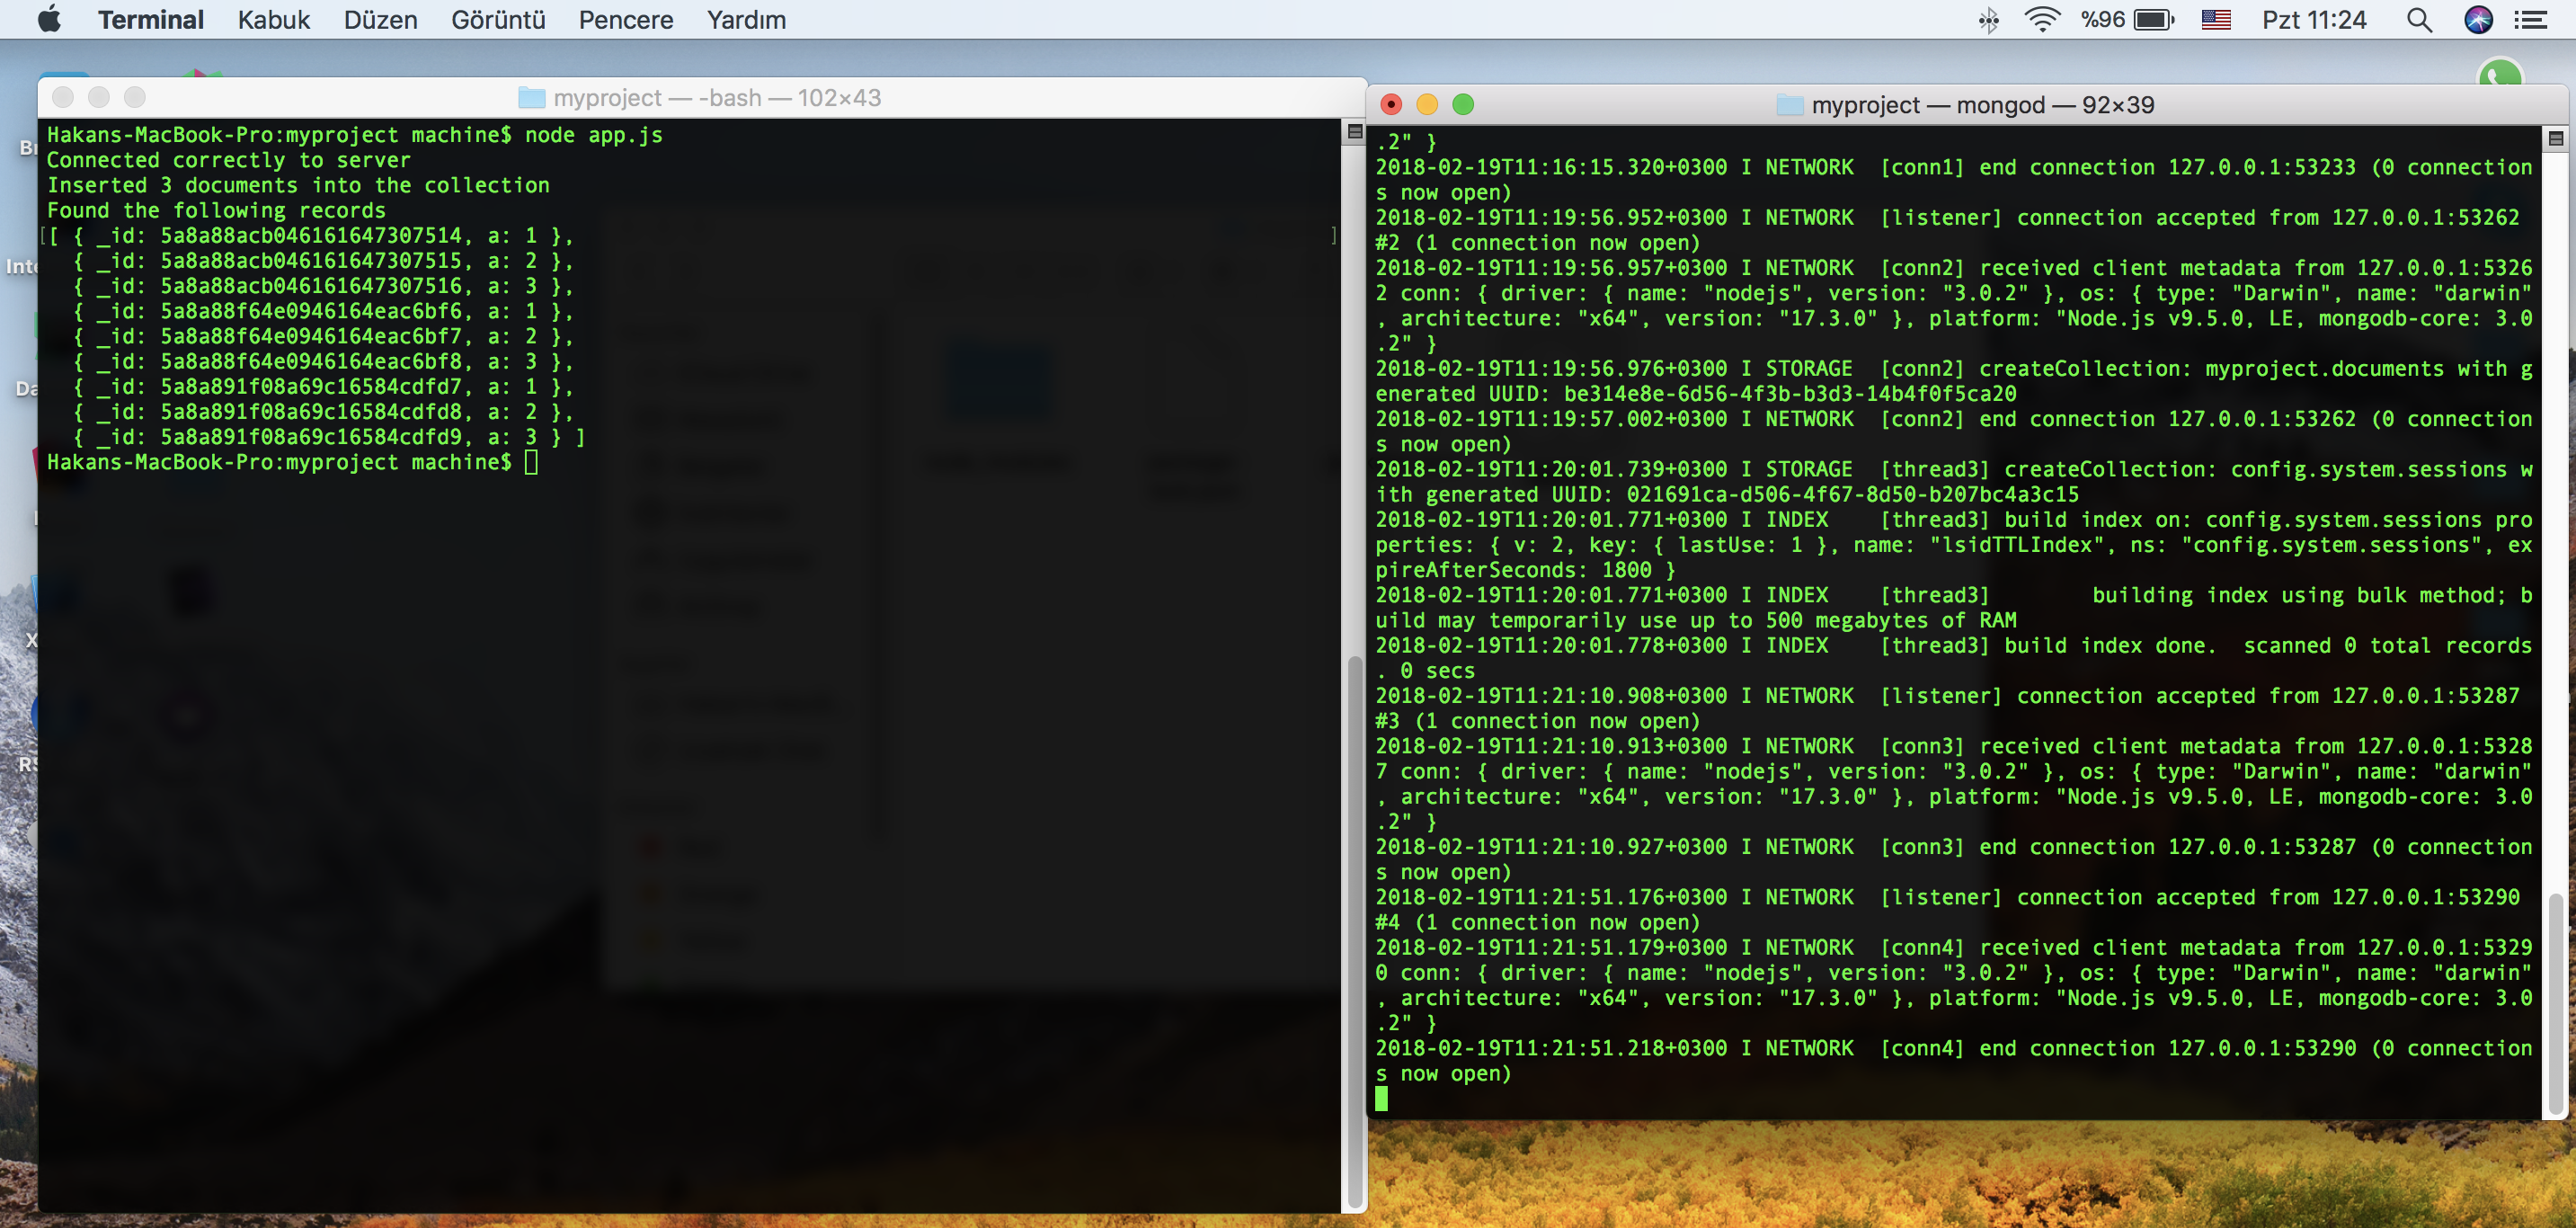 Terminal Kabuk Düzen Görüntü Pencere Yardım %96 Pzt 11:24
myproject — -bash — 102×43
Hakans-MacBook-Pro:myproject machine$ node app.js
Connected correctly to server
Inserted 3 documents into the collection
Found the following records
[[ { _id: 5a8a88acb046161647307514, a: 1 }, ]
{ _id: 5a8a88acb046161647307515, a: 2 },
{ _id: 5a8a88acb046161647307516, a: 3 },
{ _id: 5a8a88f64e0946164eac6bf6, a: 1 },
{ _id: 5a8a88f64e0946164eac6bf7, a: 2 },
{ _id: 5a8a88f64e0946164eac6bf8, a: 3 },
{ _id: 5a8a891f08a69c16584cdfd7, a: 1 },
{ _id: 5a8a891f08a69c16584cdfd8, a: 2 },
{ _id: 5a8a891f08a69c16584cdfd9, a: 3 } ]
Hakans-MacBook-Pro:myproject machine$
myproject — mongod — 92×39
.2" }
2018-02-19T11:16:15.320+0300 I NETWORK  [conn1] end connection 127.0.0.1:53233 (0 connection
s now open)
2018-02-19T11:19:56.952+0300 I NETWORK  [listener] connection accepted from 127.0.0.1:53262
#2 (1 connection now open)
2018-02-19T11:19:56.957+0300 I NETWORK  [conn2] received client metadata from 127.0.0.1:5326
2 conn: { driver: { name: "nodejs", version: "3.0.2" }, os: { type: "Darwin", name: "darwin"
, architecture: "x64", version: "17.3.0" }, platform: "Node.js v9.5.0, LE, mongodb-core: 3.0
.2" }
2018-02-19T11:19:56.976+0300 I STORAGE  [conn2] createCollection: myproject.documents with g
enerated UUID: be314e8e-6d56-4f3b-b3d3-14b4f0f5ca20
2018-02-19T11:19:57.002+0300 I NETWORK  [conn2] end connection 127.0.0.1:53262 (0 connection
s now open)
2018-02-19T11:20:01.739+0300 I STORAGE  [thread3] createCollection: config.system.sessions w
ith generated UUID: 021691ca-d506-4f67-8d50-b207bc4a3c15
2018-02-19T11:20:01.771+0300 I INDEX    [thread3] build index on: config.system.sessions pro
perties: { v: 2, key: { lastUse: 1 }, name: "lsidTTLIndex", ns: "config.system.sessions", ex
pireAfterSeconds: 1800 }
2018-02-19T11:20:01.771+0300 I INDEX    [thread3]        building index using bulk method; b
uild may temporarily use up to 500 megabytes of RAM
2018-02-19T11:20:01.778+0300 I INDEX    [thread3] build index done.  scanned 0 total records
. 0 secs
2018-02-19T11:21:10.908+0300 I NETWORK  [listener] connection accepted from 127.0.0.1:53287
#3 (1 connection now open)
2018-02-19T11:21:10.913+0300 I NETWORK  [conn3] received client metadata from 127.0.0.1:5328
7 conn: { driver: { name: "nodejs", version: "3.0.2" }, os: { type: "Darwin", name: "darwin"
, architecture: "x64", version: "17.3.0" }, platform: "Node.js v9.5.0, LE, mongodb-core: 3.0
.2" }
2018-02-19T11:21:10.927+0300 I NETWORK  [conn3] end connection 127.0.0.1:53287 (0 connection
s now open)
2018-02-19T11:21:51.176+0300 I NETWORK  [listener] connection accepted from 127.0.0.1:53290
#4 (1 connection now open)
2018-02-19T11:21:51.179+0300 I NETWORK  [conn4] received client metadata from 127.0.0.1:5329
0 conn: { driver: { name: "nodejs", version: "3.0.2" }, os: { type: "Darwin", name: "darwin"
, architecture: "x64", version: "17.3.0" }, platform: "Node.js v9.5.0, LE, mongodb-core: 3.0
.2" }
2018-02-19T11:21:51.218+0300 I NETWORK  [conn4] end connection 127.0.0.1:53290 (0 connection
s now open)